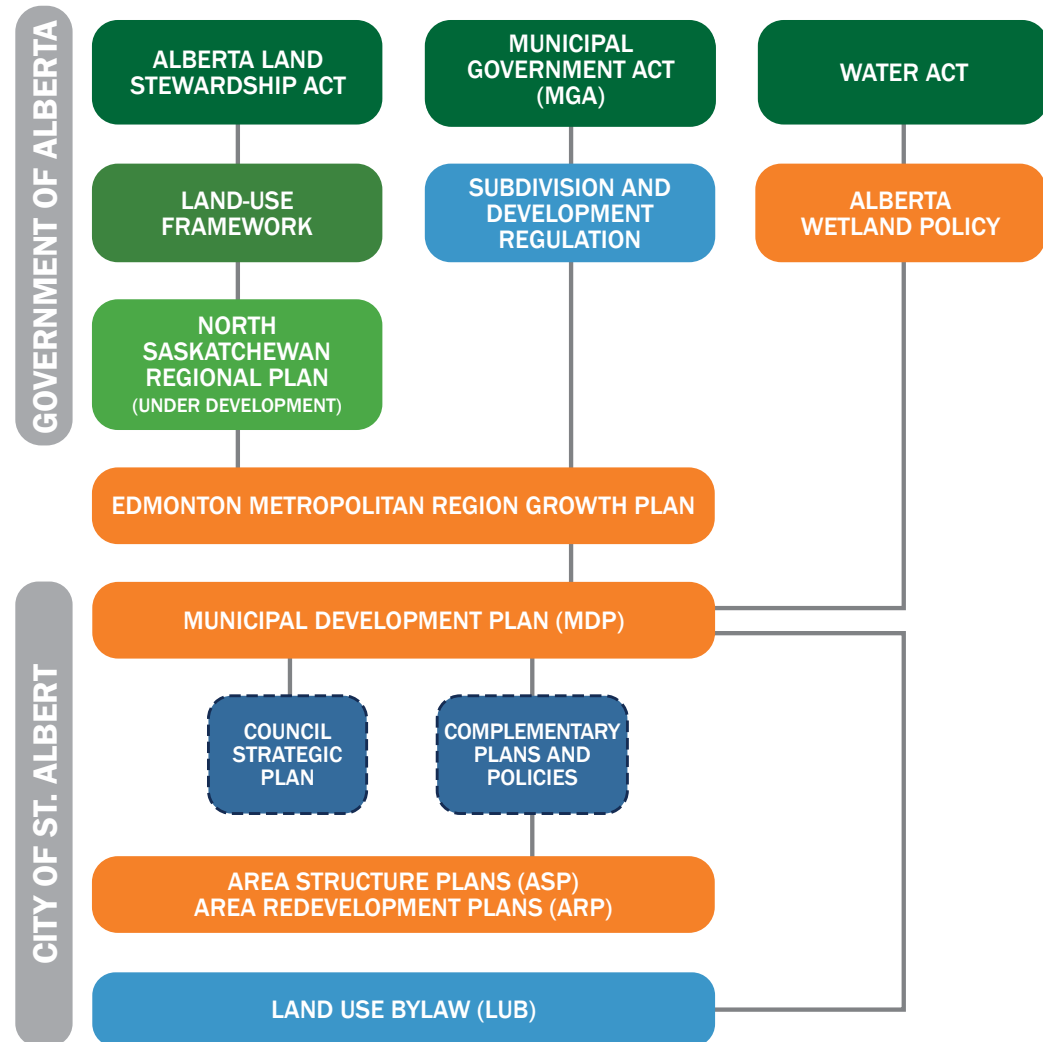 GOVERNMENT OF ALBERTA
ALBERTA LAND
STEWARDSHIP ACT
MUNICIPAL
GOVERNMENT ACT
(MGA)
WATER ACT
LAND-USE
FRAMEWORK
SUBDIVISION AND
DEVELOPMENT
REGULATION
ALBERTA
WETLAND POLICY
NORTH
SASKATCHEWAN
REGIONAL PLAN
(UNDER DEVELOPMENT)
EDMONTON METROPOLITAN REGION GROWTH PLAN
CITY OF ST. ALBERT
MUNICIPAL DEVELOPMENT PLAN (MDP)
COUNCIL
STRATEGIC
PLAN
COMPLEMENTARY
PLANS AND
POLICIES
AREA STRUCTURE PLANS (ASP)
AREA REDEVELOPMENT PLANS (ARP)
LAND USE BYLAW (LUB)